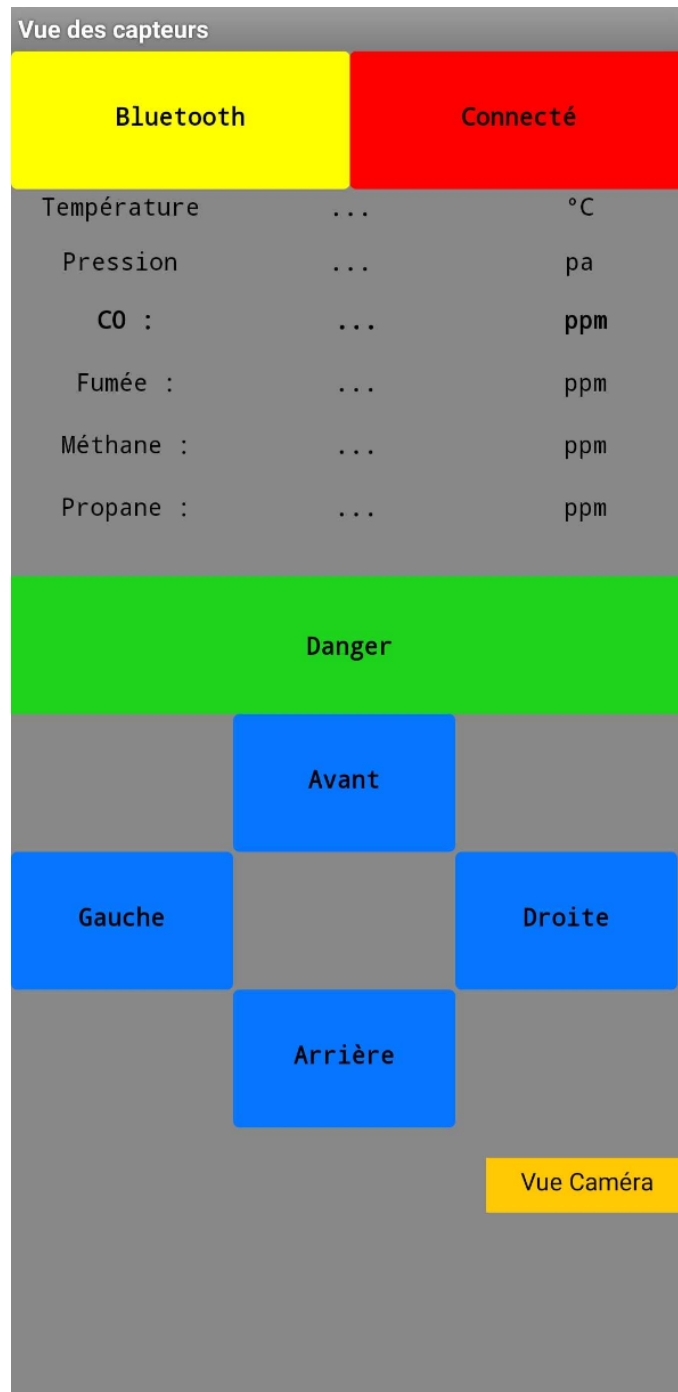 Vue des capteurs
Bluetooth Connecté
Température ... °C
Pression ... pa
CO : ... ppm
Fumée : ... ppm
Méthane : ... ppm
Propane : ... ppm
Danger
Avant
Gauche Droite
Arrière
Vue Caméra